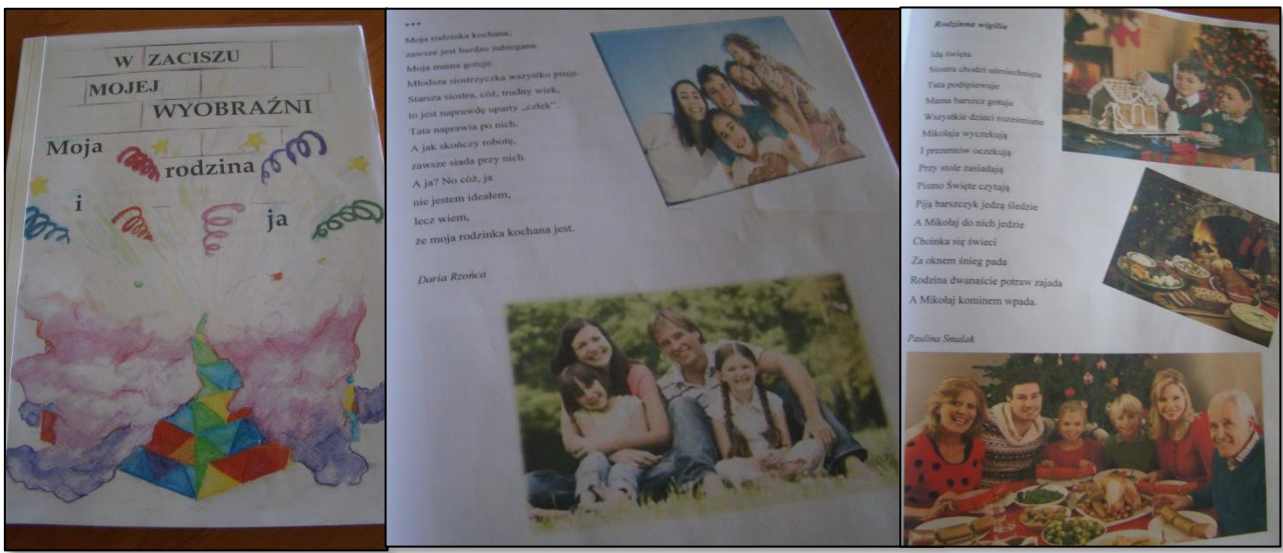 W ZACISZU
MOJEJ
WYOBRAŹNI
Moja
rodzina
i
ja
***
Moja rodzinka kochana,
zawsze jest bardzo zabiegana.
Moja mama gotuje.
Młodsza siostrzyczka wszystko psuje.
Starsza siostra, cóż, trudny wiek,
to jest naprawdę uparty „człek”.
Tata naprawia po nich.
A jak skończy robotę,
zawsze siada przy nich.
A ja? No cóż, ja
nie jestem ideałem,
lecz wiem,
że moja rodzinka kochana jest.
Daria Rzońca
Rodzinna wigilia
Idą święta
Siostra chodzi uśmiechnięta
Tata podśpiewuje
Mama barszcz gotuje
Wszystkie dzieci roześmiane
Mikołaja wyczekują
I prezentów oczekują
Przy stole zasiadają
Pismo Święte czytają
Piją barszczyk jedzą śledzie
A Mikołaj do nich jedzie
Choinka się świeci
Za oknem śnieg pada
Rodzina dwanaście potraw zajada
A Mikołaj kominem wpada.
Paulina Smalak